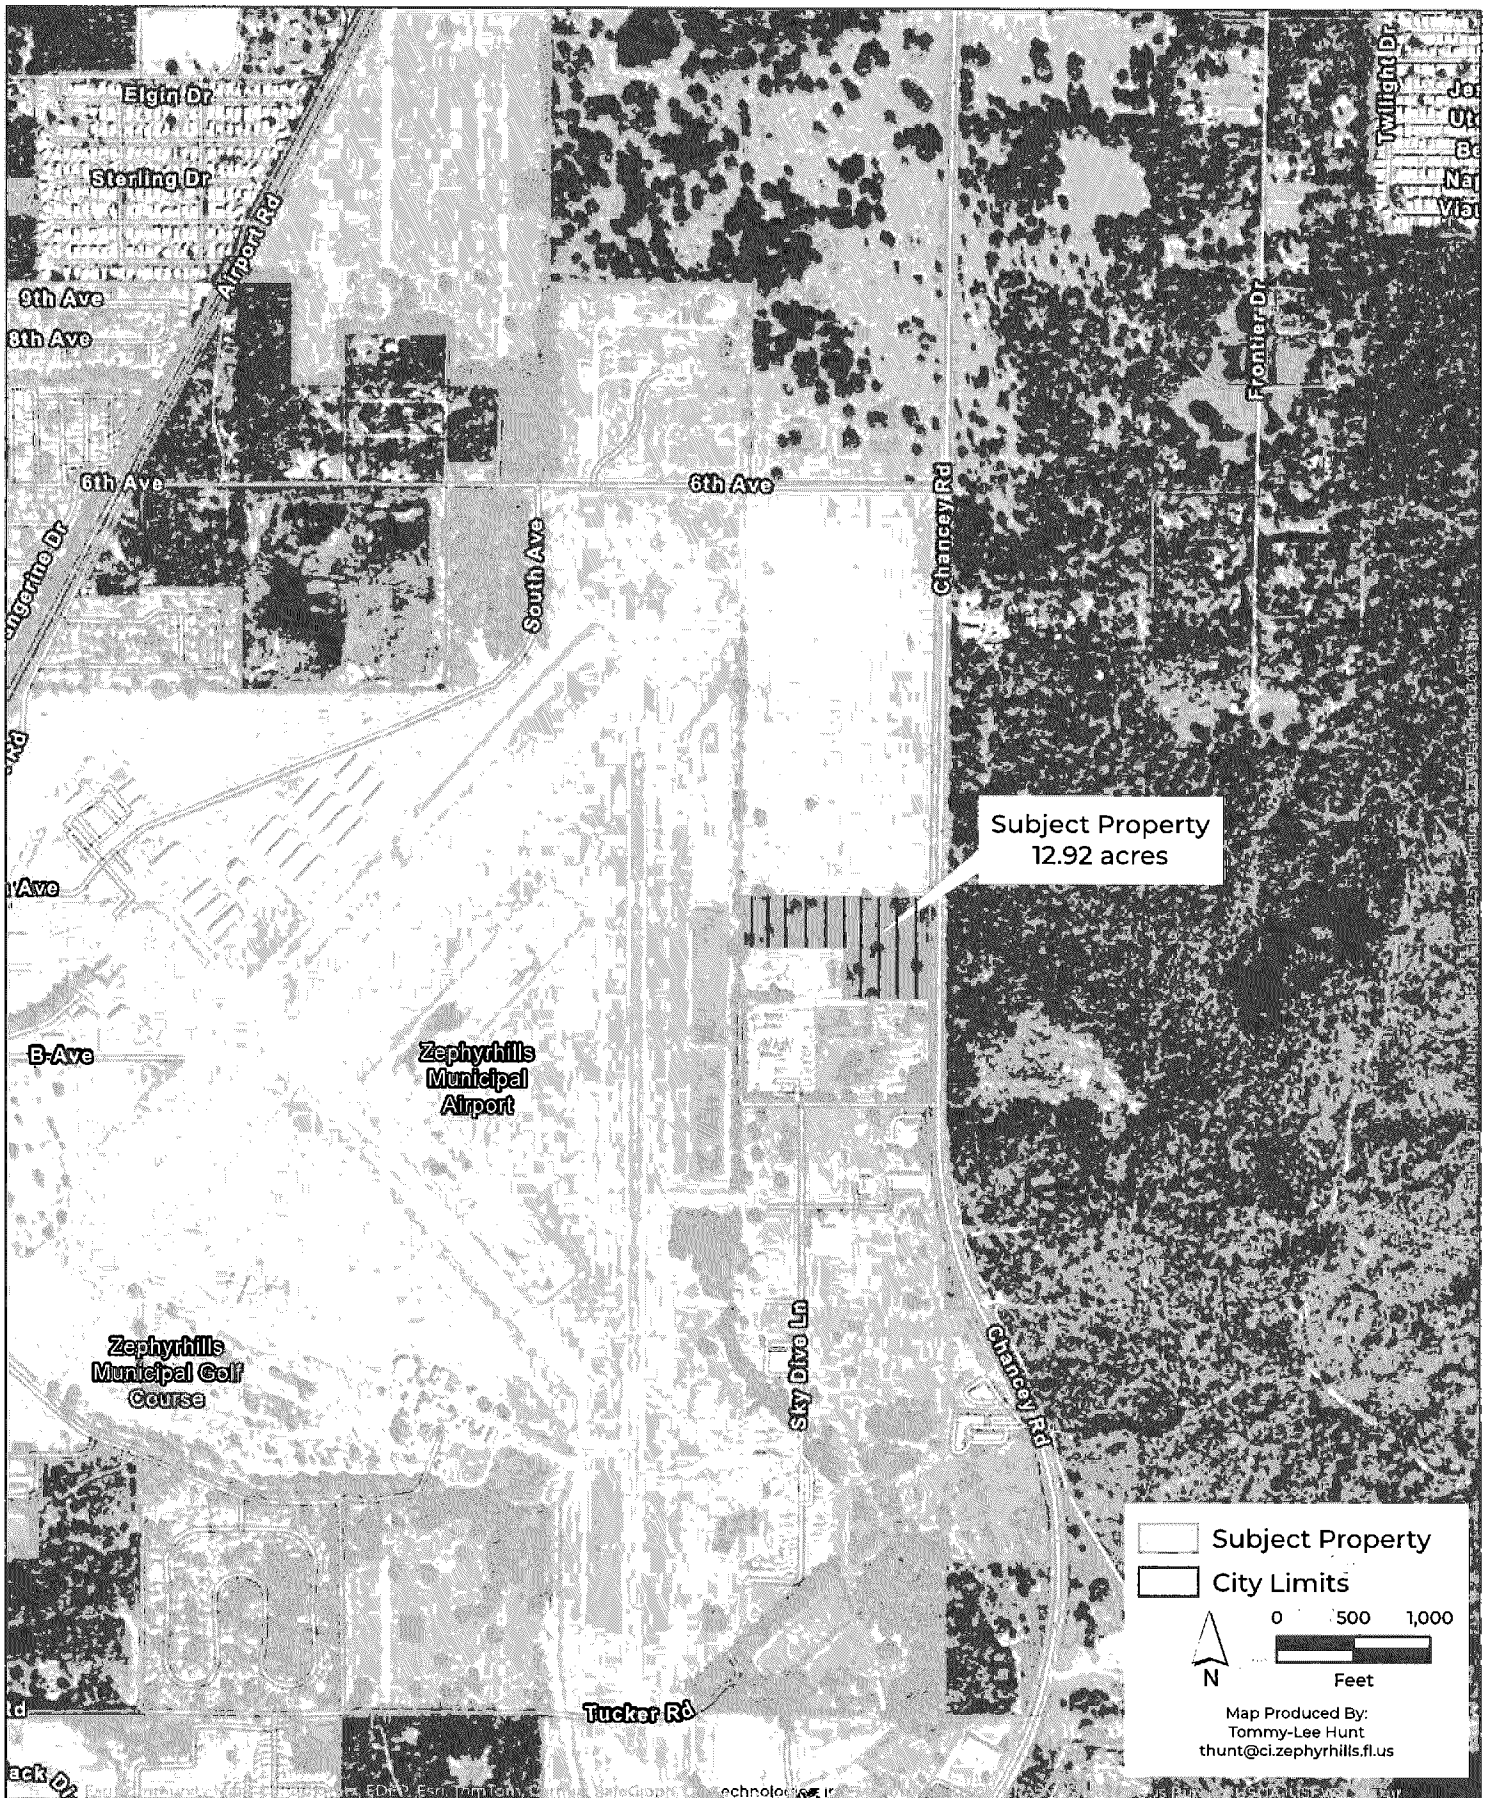 Elgin Dr
Twilight Dr
Sterling Dr
Airport Rd
9th Ave
8th Ave
Frontier Dr
6th Ave
6th Ave
Chancey Rd
South Ave
Rd
Subject Property
12.92 acres
Ave
B-Ave
Zephyrhills
Municipal
Airport
Zephyrhills
Municipal Golf
Course
Sky Dive Ln
Chancey Rd
Subject Property
City Limits
0 500 1,000
Feet
N
Map Produced By:
Tommy-Lee Hunt
thunt@ci.zephyrhills.fl.us
Tucker Rd